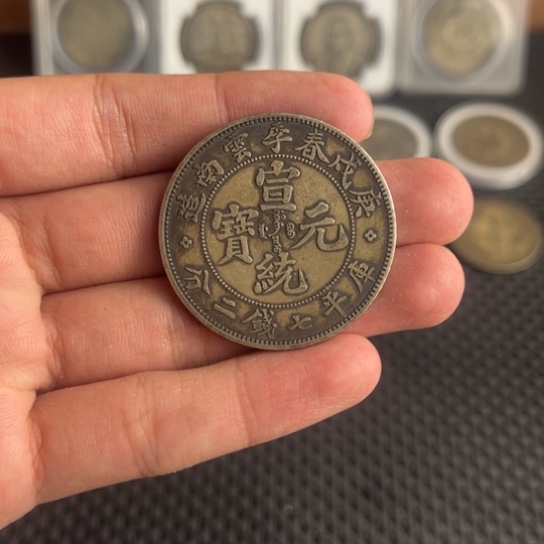 庚戌春季雲南造
宣統元寶
庫平七錢二分